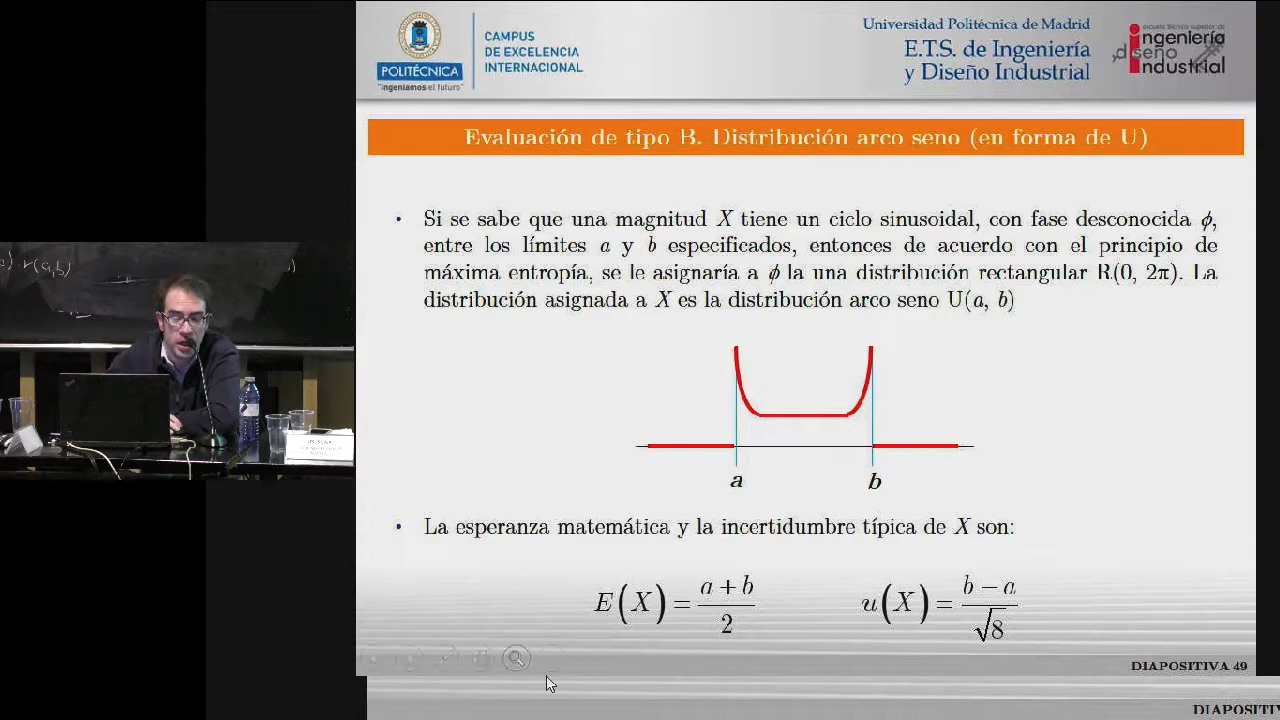 POLITÉCNICA
"Ingeniamos el futuro"
CAMPUS
DE EXCELENCIA
INTERNACIONAL
Universidad Politécnica de Madrid
E.T.S. de Ingeniería
y Diseño Industrial
escuela técnica superior de
ingeniería
diseño
industrial
Evaluación de tipo B. Distribución arco seno (en forma de U)
• Si se sabe que una magnitud X tiene un ciclo sinusoidal, con fase desconocida ϕ,
entre los límites a y b especificados, entonces de acuerdo con el principio de
máxima entropía, se le asignaría a ϕ la una distribución rectangular R(0, 2π). La
distribución asignada a X es la distribución arco seno U(a, b)
a b
• La esperanza matemática y la incertidumbre típica de X son:
E(X) = (a + b) / 2 u(X) = (b − a) / √8
DIAPOSITIVA 49
DIAPOSITI